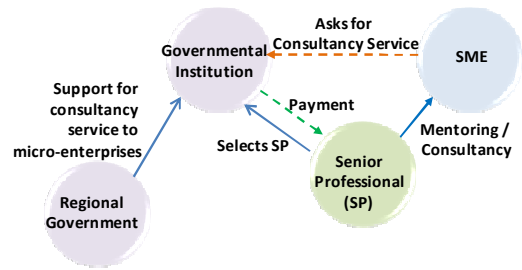 Asks for
Consultancy Service
Governmental
Institution
SME
Support for
consultancy
service to
micro-enterprises
Payment
Selects SP
Mentoring /
Consultancy
Senior
Professional
(SP)
Regional
Government